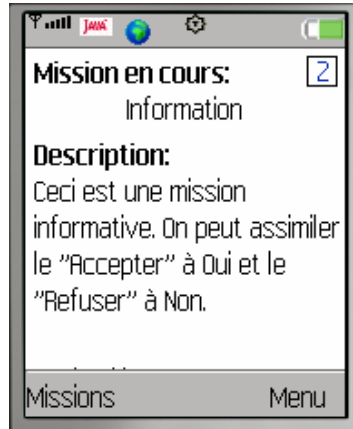 JAVA
Mission en cours: 2
Information
Description:
Ceci est une mission
informative. On peut assimiler
le "Accepter" à Oui et le
"Refuser" à Non.
Missions Menu